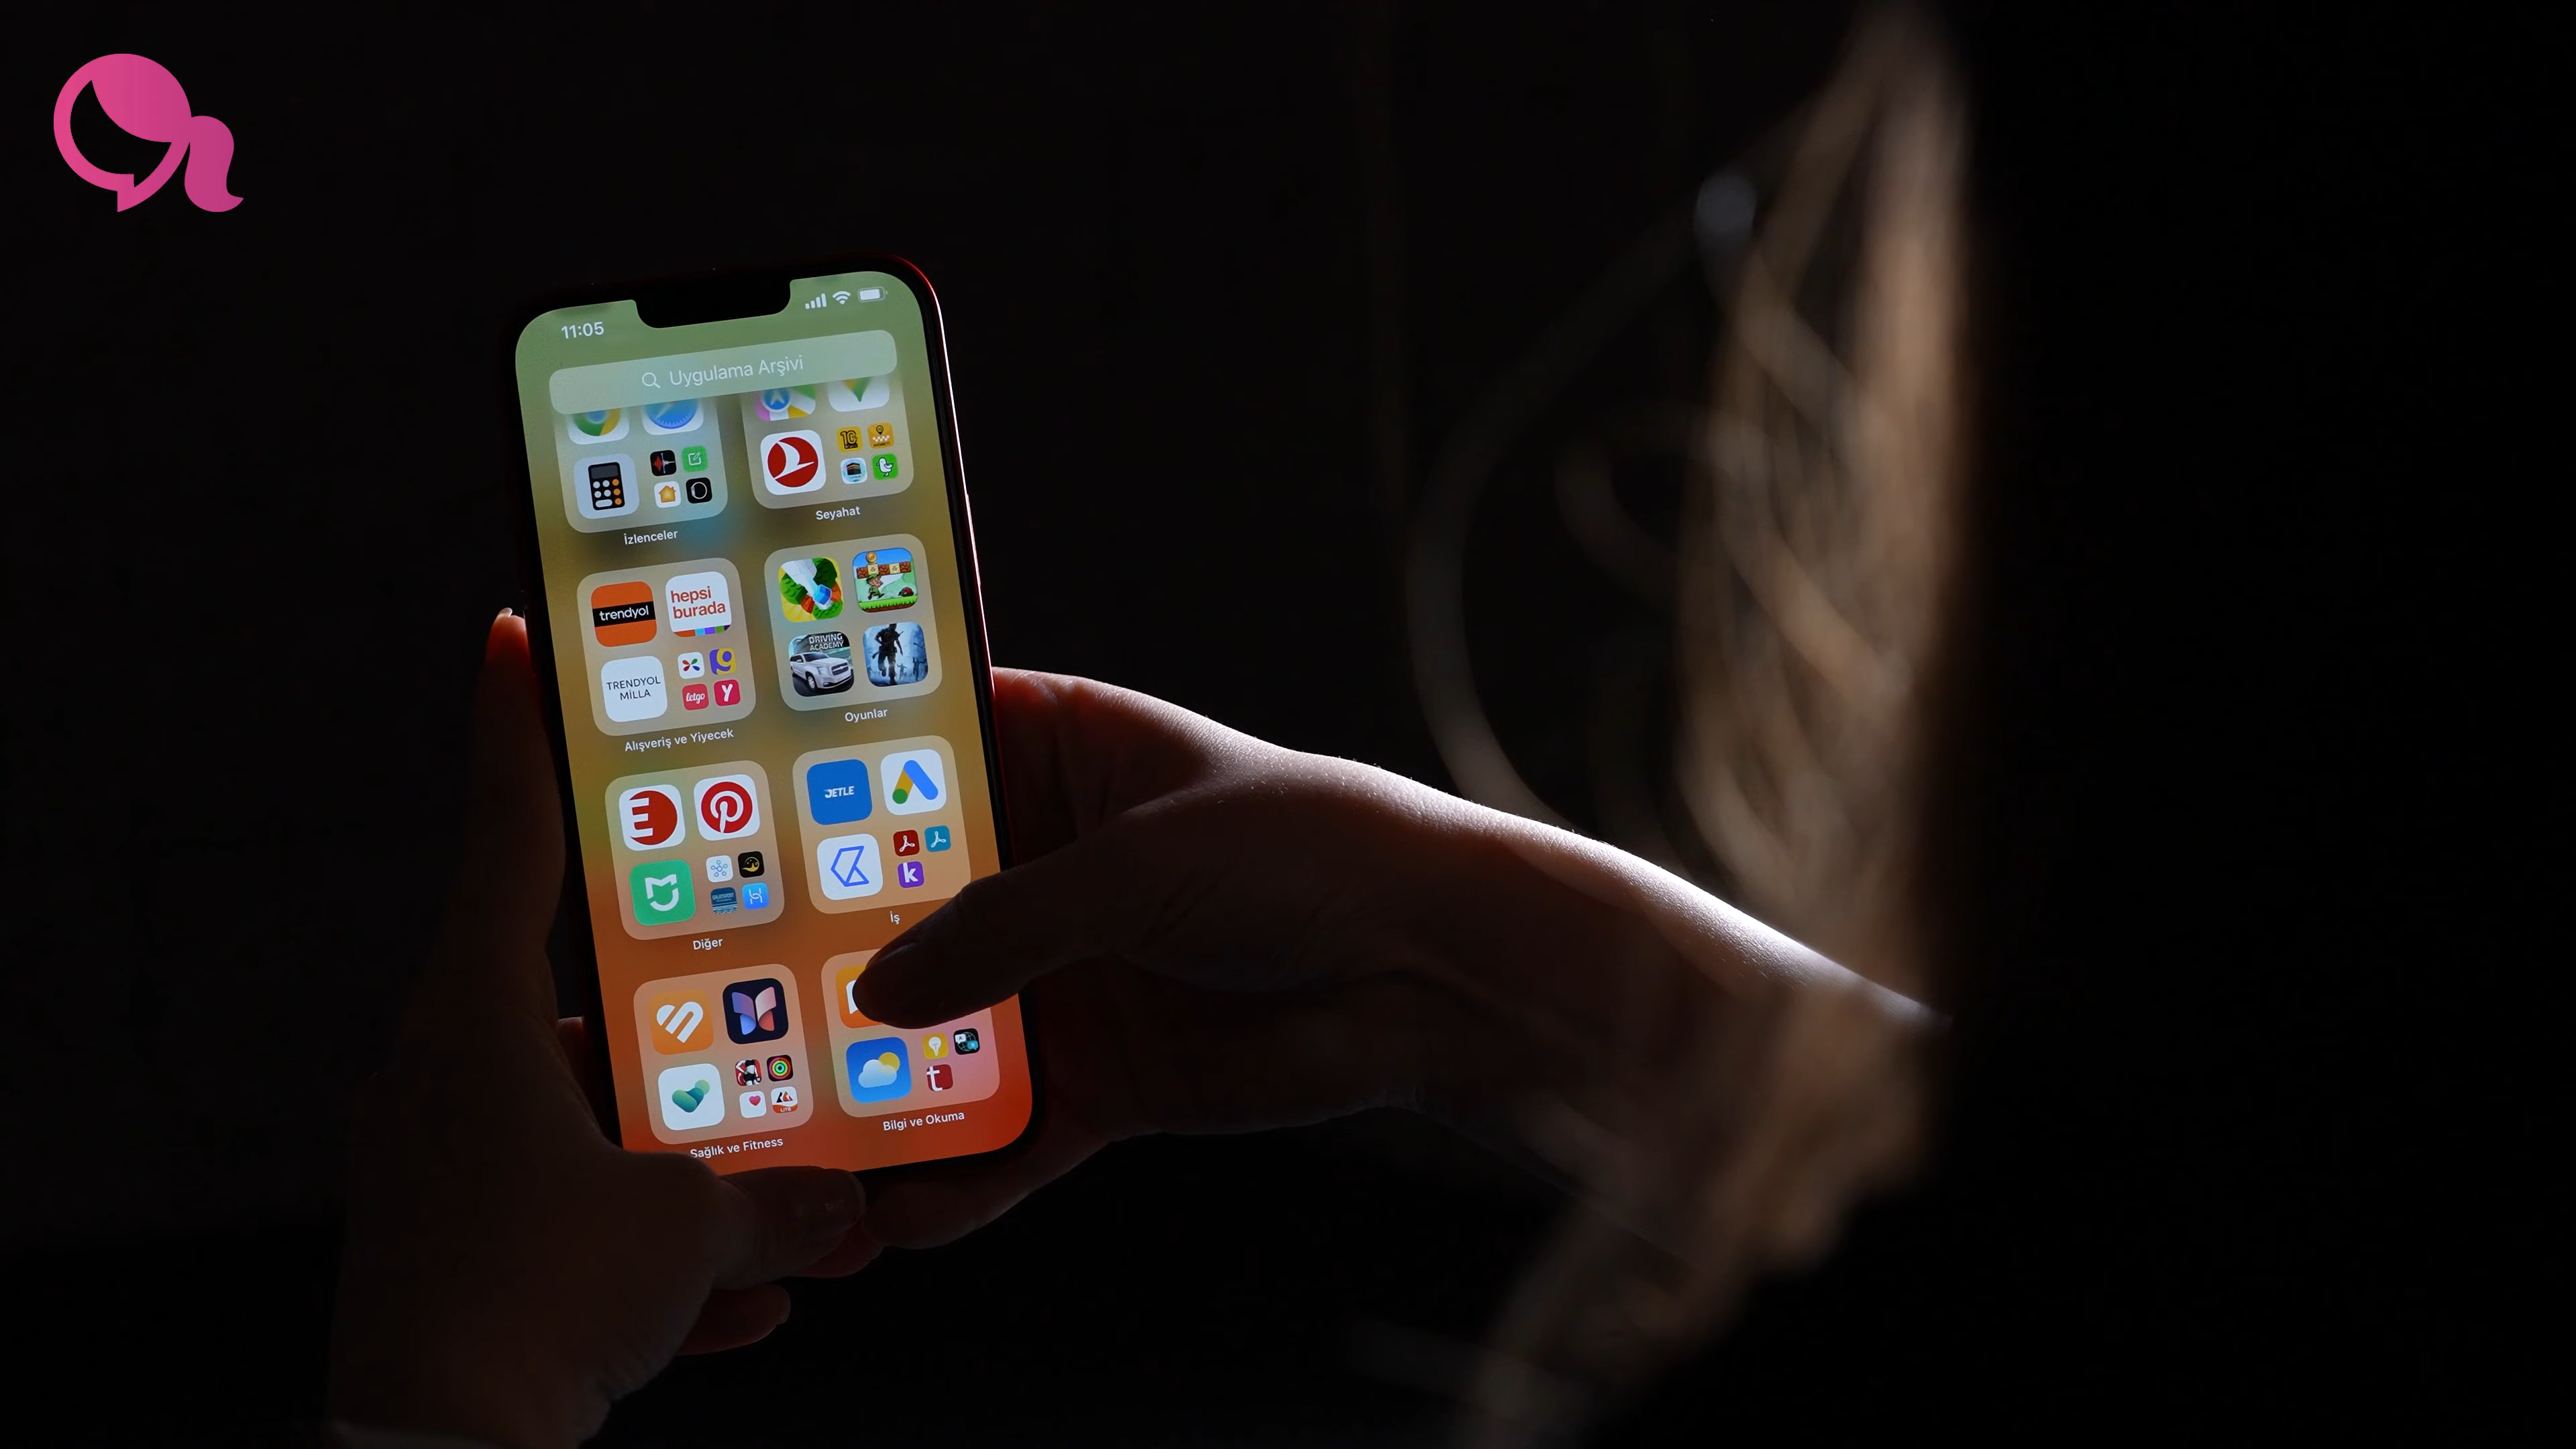 11:05
Uygulama Arşivi
İzlenceler
Seyahat
trendyol
hepsi
burada
TRENDYOL
MİLLA
letgo
DRIVING
ACADEMY
Alışveriş ve Yiyecek
Oyunlar
JETLE
k
Diğer
İş
t
Sağlık ve Fitness
Bilgi ve Okuma